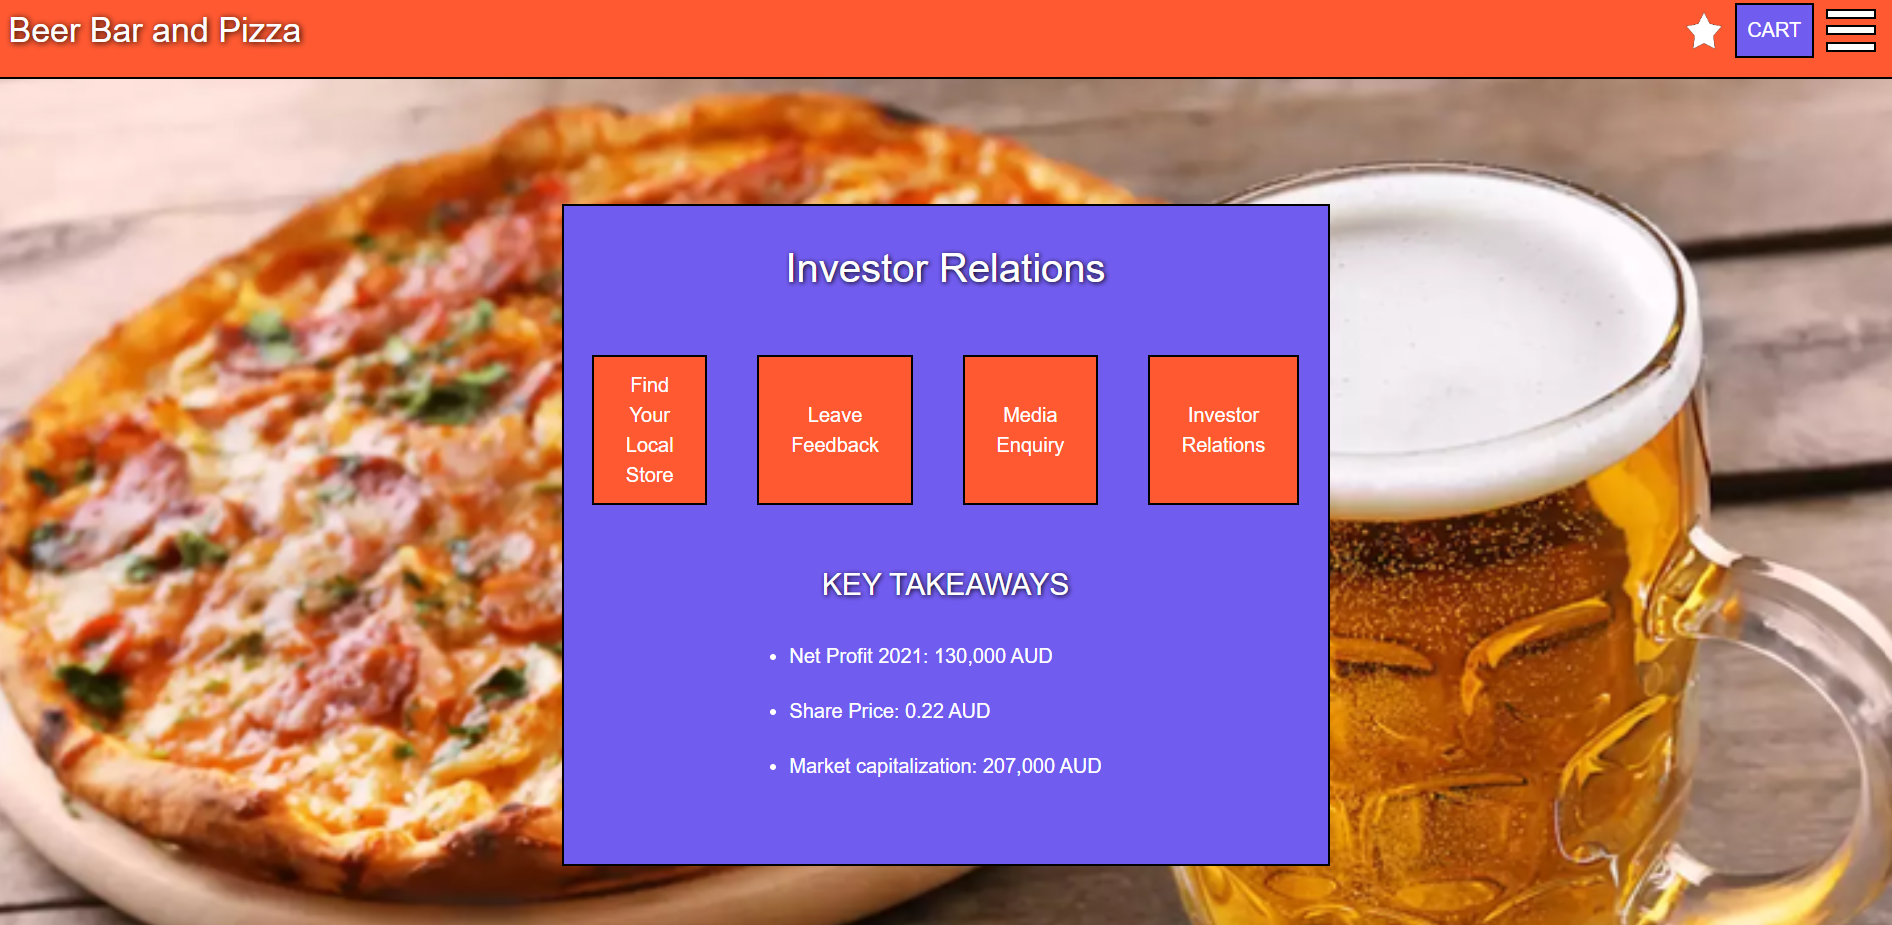 Beer Bar and Pizza
CART
Investor Relations
Find
Your
Local
Store
Leave
Feedback
Media
Enquiry
Investor
Relations
KEY TAKEAWAYS
• Net Profit 2021: 130,000 AUD
• Share Price: 0.22 AUD
• Market capitalization: 207,000 AUD